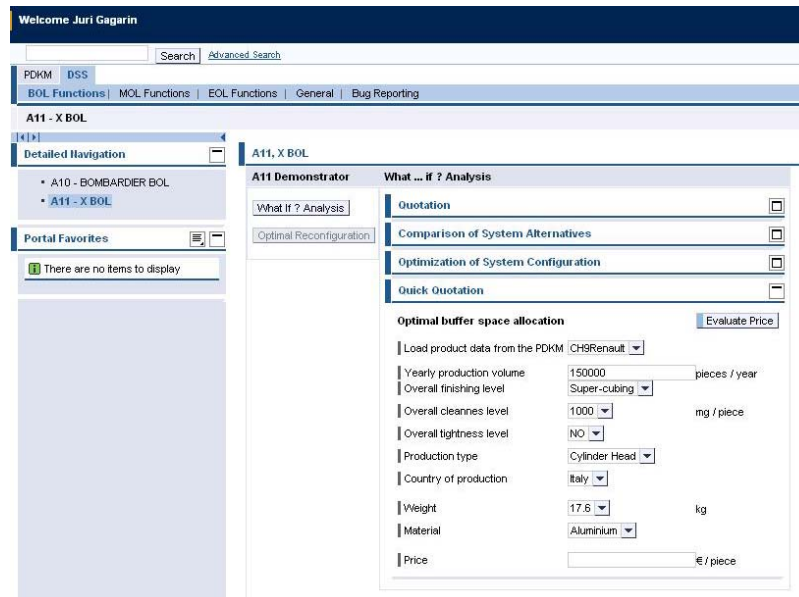 Welcome Juri Gagarin
Search Advanced Search
PDKM DSS
BOL Functions | MOL Functions | EOL Functions | General | Bug Reporting
A11 - X BOL
Detailed Navigation
• A10 - BOMBARDIER BOL
• A11 - X BOL
Portal Favorites
There are no items to display
A11, X BOL
A11 Demonstrator
What If ? Analysis
Optimal Reconfiguration
What ... if ? Analysis
Quotation
Comparison of System Alternatives
Optimization of System Configuration
Quick Quotation
Optimal buffer space allocation Evaluate Price
Load product data from the PDKM CH9Renault
Yearly production volume 150000 pieces / year
Overall finishing level Super-cubing
Overall cleannes level 1000 mg / piece
Overall tightness level NO
Production type Cylinder Head
Country of production Italy
Weight 17.6 kg
Material Aluminium
Price € / piece